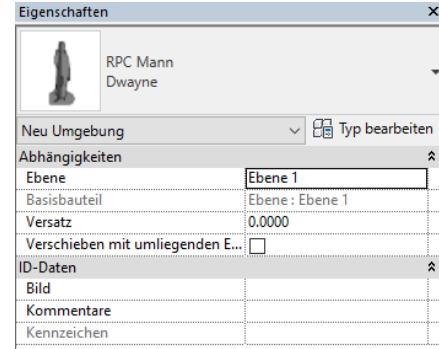 Eigenschaften
RPC Mann
Dwayne
Neu Umgebung Typ bearbeiten
Abhängigkeiten
Ebene Ebene 1
Basisbauteil Ebene : Ebene 1
Versatz 0.0000
Verschieben mit umliegenden E...
ID-Daten
Bild
Kommentare
Kennzeichen